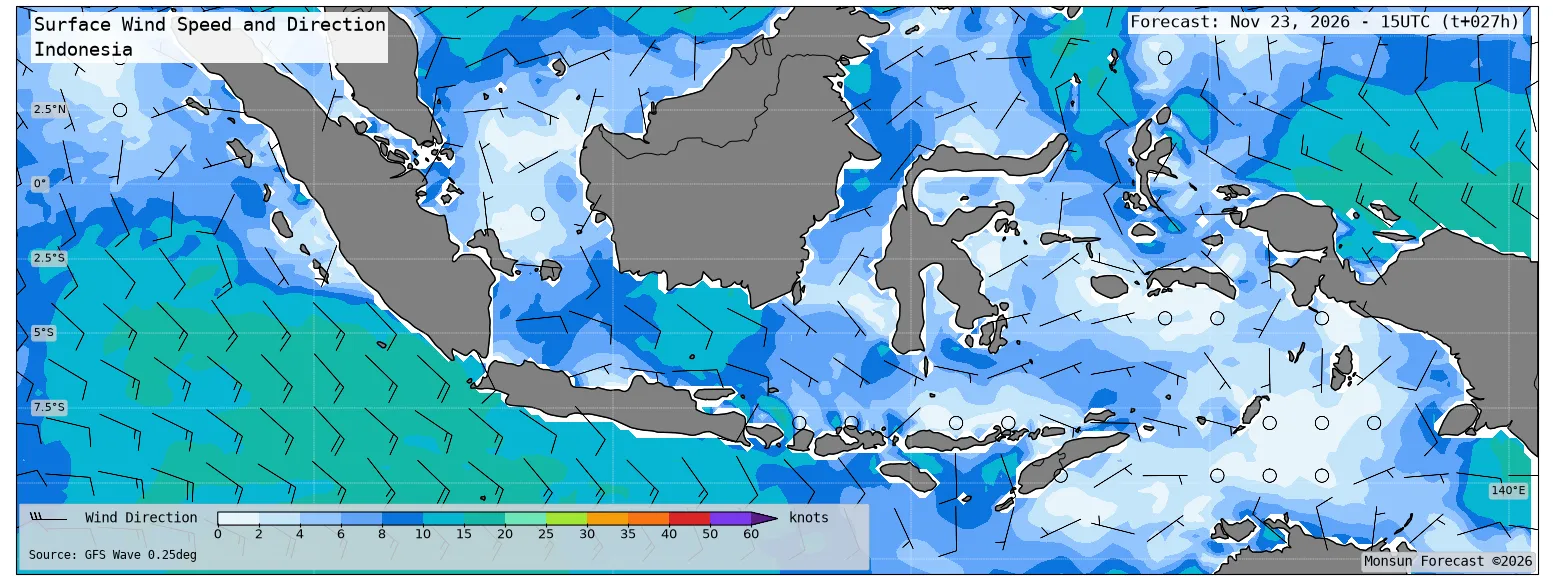 Surface Wind Speed and Direction
Indonesia
Forecast: Nov 23, 2026 - 15UTC (t+027h)
2.5°N
0°
2.5°S
5°S
7.5°S
140°E
Wind Direction
knots
0 2 4 6 8 10 15 20 25 30 35 40 50 60
Source: GFS Wave 0.25deg
Monsun Forecast ©2026